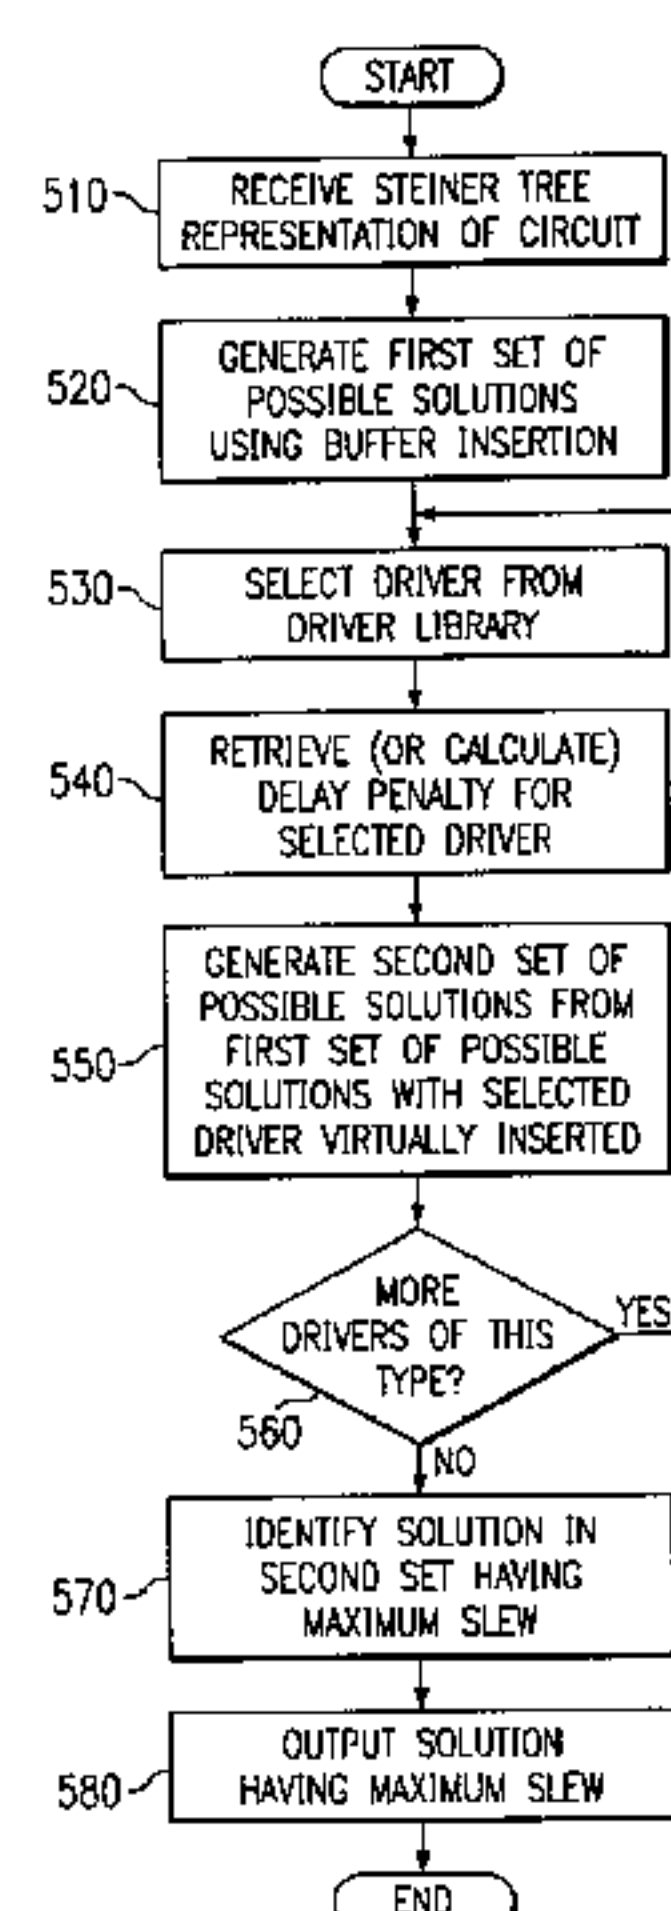 START
510
RECEIVE STEINER TREE
REPRESENTATION OF CIRCUIT
520
GENERATE FIRST SET OF
POSSIBLE SOLUTIONS
USING BUFFER INSERTION
530
SELECT DRIVER FROM
DRIVER LIBRARY
540
RETRIEVE (OR CALCULATE)
DELAY PENALTY FOR
SELECTED DRIVER
550
GENERATE SECOND SET OF
POSSIBLE SOLUTIONS FROM
FIRST SET OF POSSIBLE
SOLUTIONS WITH SELECTED
DRIVER VIRTUALLY INSERTED
MORE
DRIVERS OF THIS
TYPE?
YES
560
NO
570
IDENTIFY SOLUTION IN
SECOND SET HAVING
MAXIMUM SLEW
580
OUTPUT SOLUTION
HAVING MAXIMUM SLEW
END